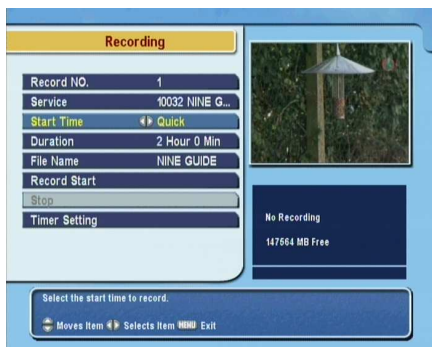 Recording
Record NO. 1
Service 10032 NINE G...
Start Time Quick
Duration 2 Hour 0 Min
File Name NINE GUIDE
Record Start
Stop
Timer Setting
No Recording
147564 MB Free
Select the start time to record.
Moves Item Selects Item MENU Exit